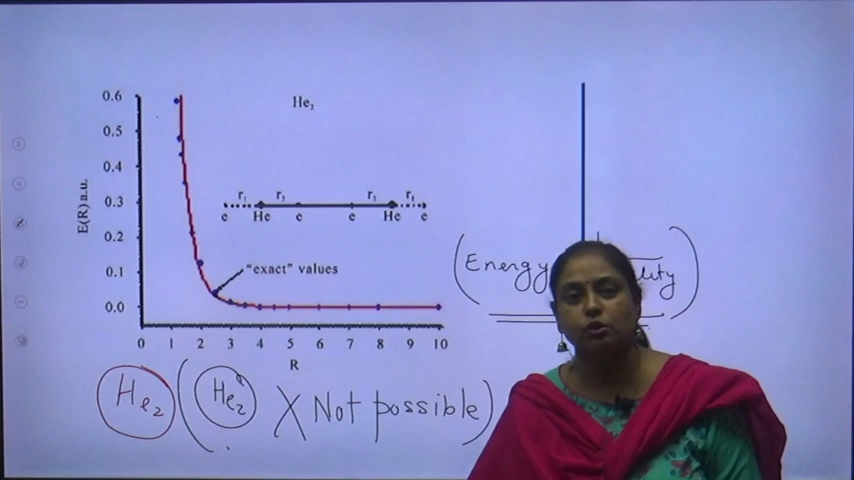 He₂
0.6
0.5
0.4
0.3
0.2
0.1
0.0
E(R) a.u.
r₁ r₂ r₂ r₁
e He e e He e
"exact" values
0 1 2 3 4 5 6 7 8 9 10
R
(Energy
He₂ (He₂ X Not possible)